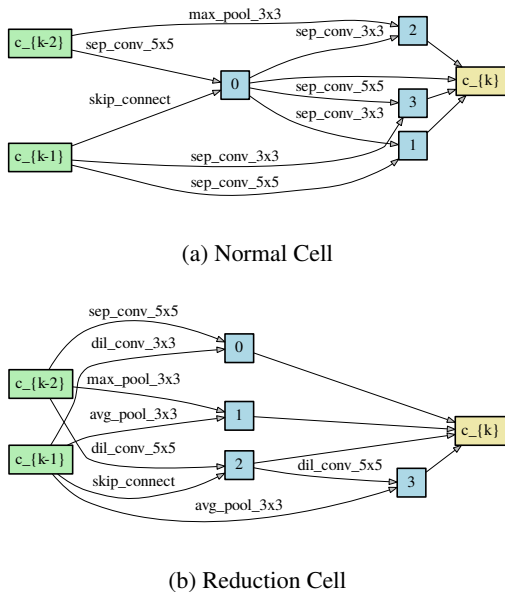 max_pool_3x3
c_{k-2}
sep_conv_5x5
sep_conv_3x3
2
skip_connect
0
sep_conv_5x5
c_{k}
3
sep_conv_3x3
c_{k-1}
sep_conv_3x3
1
sep_conv_5x5
(a) Normal Cell
sep_conv_5x5
dil_conv_3x3
0
c_{k-2}
max_pool_3x3
avg_pool_3x3
1
c_{k}
c_{k-1}
dil_conv_5x5
2
dil_conv_5x5
skip_connect
3
avg_pool_3x3
(b) Reduction Cell